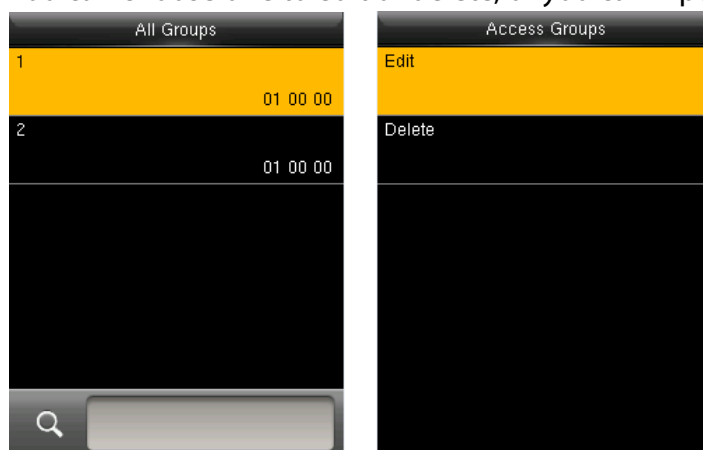 All Groups
1
01 00 00
2
01 00 00
Access Groups
Edit
Delete